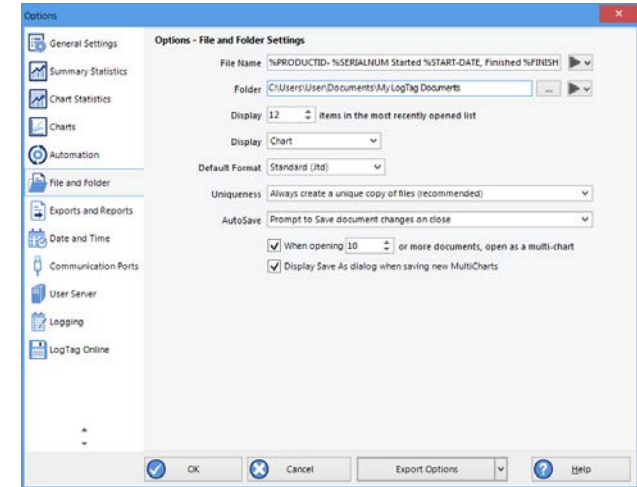 Options
General Settings
Summary Statistics
Chart Statistics
Charts
Automation
File and Folder
Exports and Reports
Date and Time
Communication Ports
User Server
Logging
LogTag Online
Options - File and Folder Settings
File Name %PRODUCTID- %SERIALNUM Started %START-DATE, Finished %FINISH
Folder C:\Users\User\Documents\My LogTag Documents ...
Display 12 items in the most recently opened list
Display Chart
Default Format Standard (.ltd)
Uniqueness Always create a unique copy of files (recommended)
AutoSave Prompt to Save document changes on close
When opening 10 or more documents, open as a multi-chart
Display Save As dialog when saving new MultiCharts
OK Cancel Export Options Help